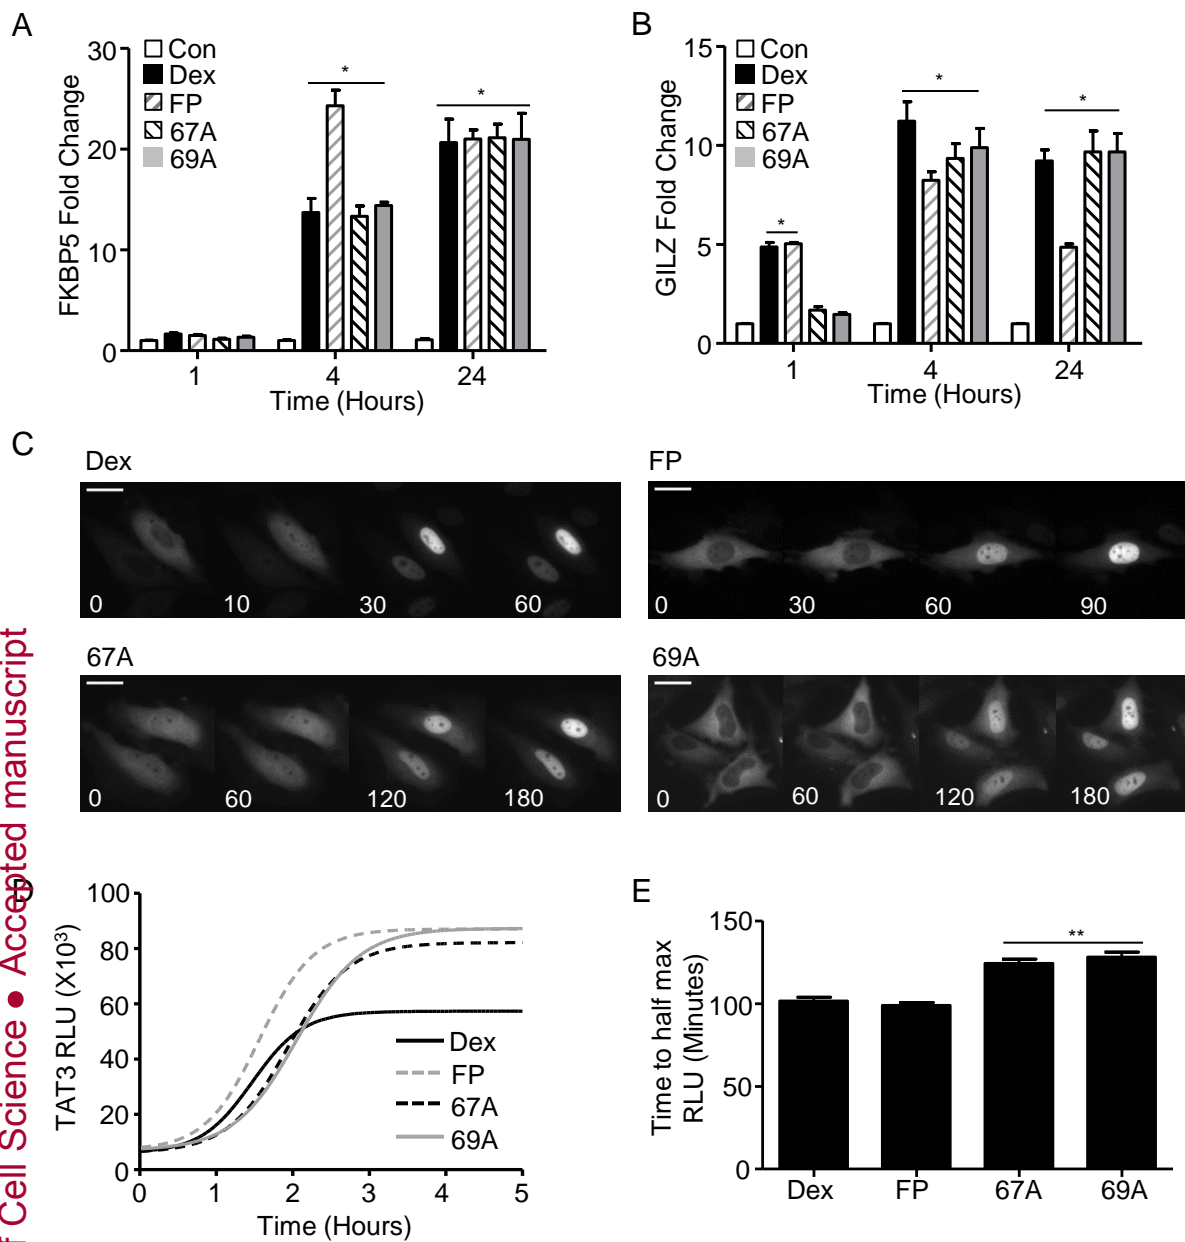 A
30
20
10
0
FKBP5 Fold Change
Con
Dex
FP
67A
69A
*
*
1
4
24
Time (Hours)
B
15
10
5
0
GILZ Fold Change
Con
Dex
FP
67A
69A
*
*
*
1
4
24
Time (Hours)
C
Dex
0
10
30
60
FP
0
30
60
90
67A
0
60
120
180
69A
0
60
120
180
Cell Science ● Accepted manuscript
D
100
80
60
40
20
0
TAT3 RLU (X10³)
Dex
FP
67A
69A
0
1
2
3
4
5
Time (Hours)
E
150
100
50
0
Time to half max
RLU (Minutes)
**
Dex
FP
67A
69A